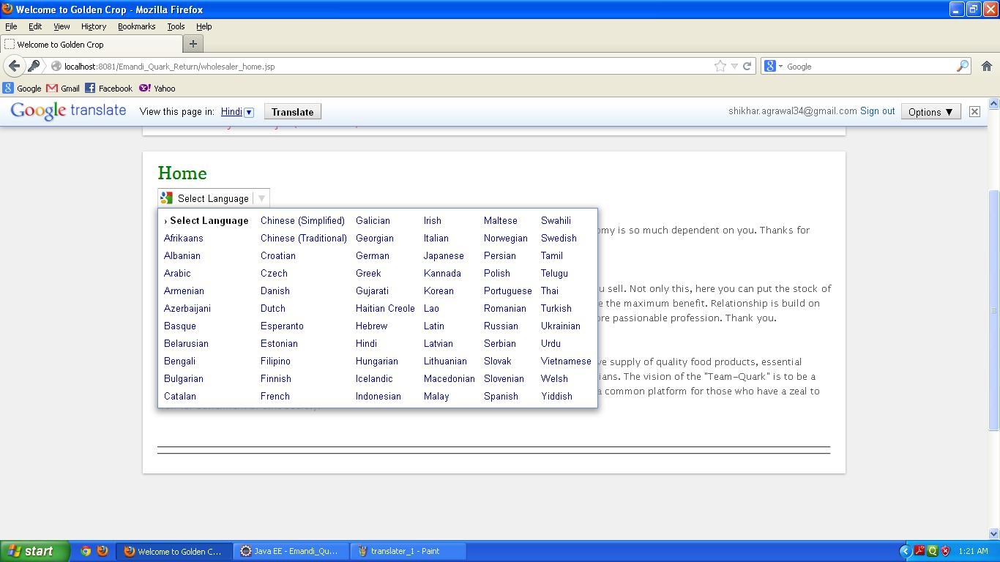 Welcome to Golden Crop - Mozilla Firefox
File Edit View History Bookmarks Tools Help
Welcome to Golden Crop
localhost:8081/Emandi_Quark_Return/wholesaler_home.jsp
Google
Google Gmail Facebook Yahoo
Google translate View this page in: Hindi Translate shikhar.agrawal34@gmail.com Sign out Options ▼
Home
Select Language
› Select Language Chinese (Simplified) Galician Irish Maltese Swahili
Afrikaans Chinese (Traditional) Georgian Italian Norwegian Swedish
Albanian Croatian German Japanese Persian Tamil
Arabic Czech Greek Kannada Polish Telugu
Armenian Danish Gujarati Korean Portuguese Thai
Azerbaijani Dutch Haitian Creole Lao Romanian Turkish
Basque Esperanto Hebrew Latin Russian Ukrainian
Belarusian Estonian Hindi Latvian Serbian Urdu
Bengali Filipino Hungarian Lithuanian Slovak Vietnamese
Bulgarian Finnish Icelandic Macedonian Slovenian Welsh
Catalan French Indonesian Malay Spanish Yiddish
omy is so much dependent on you. Thanks for
u sell. Not only this, here you can put the stock of
e the maximum benefit. Relationship is build on
ore passionable profession. Thank you.
ve supply of quality food products, essential
ians. The vision of the "Team-Quark" is to be a
a common platform for those who have a zeal to
start Welcome to Golden C... Java EE - Emandi_Qu... translater_1 - Paint 1:21 AM